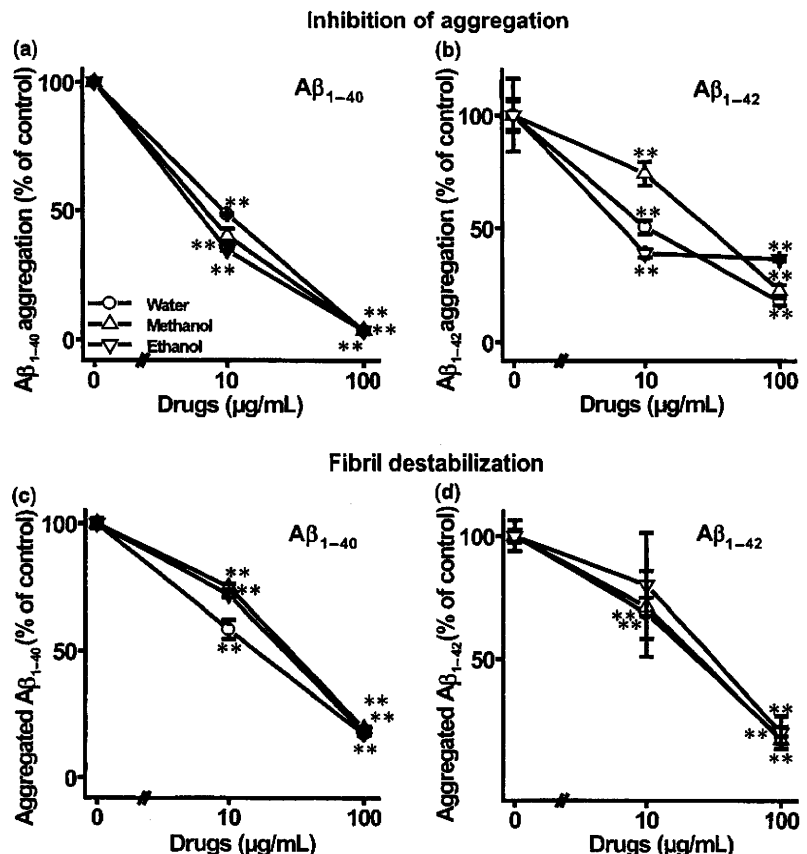 Inhibition of aggregation
(a)
Aβ1–40
Aβ1–40 aggregation (% of control)
100
50
0
**
**
**
**
**
**
Water
Methanol
Ethanol
0
10
100
Drugs (µg/mL)
(b)
Aβ1–42
Aβ1–42 aggregation (% of control)
100
50
0
**
**
**
**
**
**
0
10
100
Drugs (µg/mL)
Fibril destabilization
(c)
Aβ1–40
Aggregated Aβ1–40 (% of control)
100
50
0
**
**
**
**
**
**
0
10
100
Drugs (µg/mL)
(d)
Aβ1–42
Aggregated Aβ1–42 (% of control)
100
50
**
**
**
**
**
0
10
100
Drugs (µg/mL)